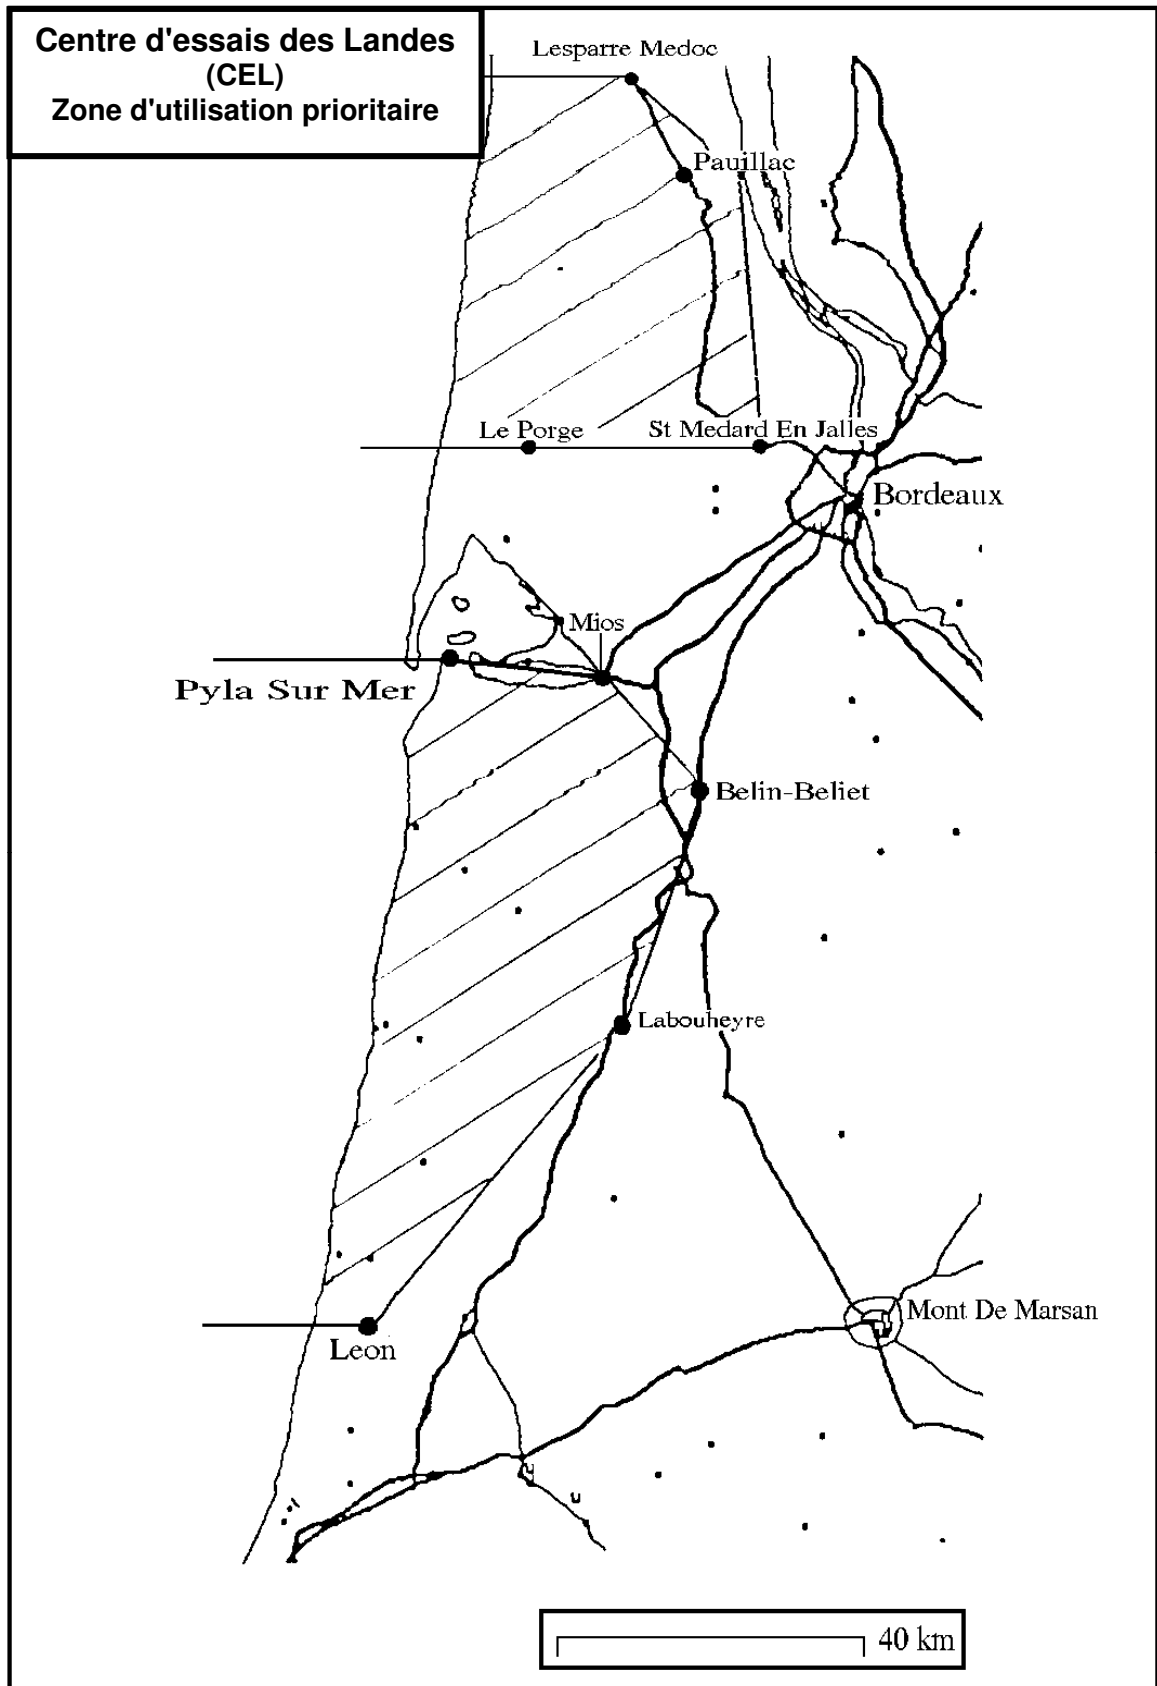 Centre d'essais des Landes
(CEL)
Zone d'utilisation prioritaire
Lesparre Medoc
Pauillac
Le Porge
St Medard En Jalles
Bordeaux
Mios
Pyla Sur Mer
Belin-Beliet
Labouheyre
Mont De Marsan
Leon
40 km